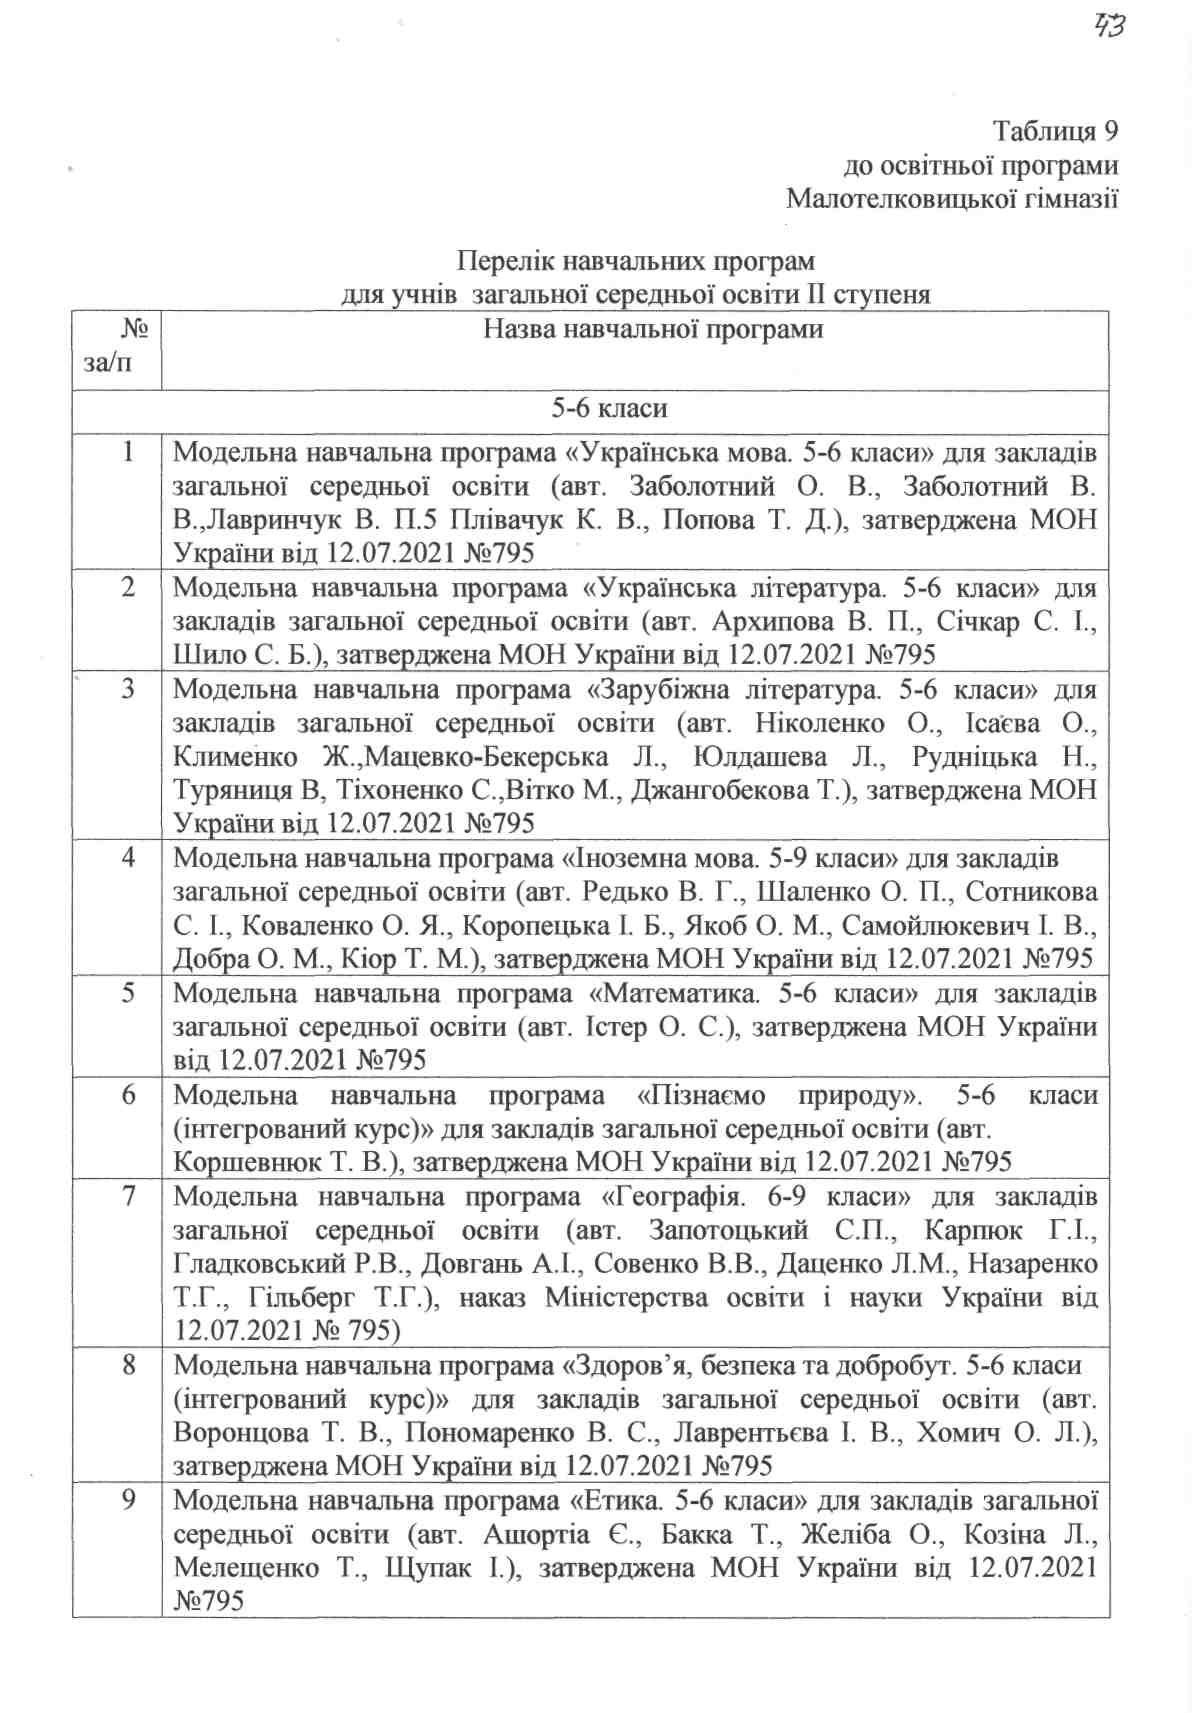 43
Таблиця 9
до освітньої програми
Малотелковицької гімназії
Перелік навчальних програм
для учнів загальної середньої освіти ІІ ступеня
№
за/п
Назва навчальної програми
5-6 класи
1
Модельна навчальна програма «Українська мова. 5-6 класи» для закладів
загальної середньої освіти (авт. Заболотний О. В., Заболотний В.
В.,Лавринчук В. П.5 Плівачук К. В., Попова Т. Д.), затверджена МОН
України від 12.07.2021 №795
2
Модельна навчальна програма «Українська література. 5-6 класи» для
закладів загальної середньої освіти (авт. Архипова В. П., Січкар С. І.,
Шило С. Б.), затверджена МОН України від 12.07.2021 №795
3
Модельна навчальна програма «Зарубіжна література. 5-6 класи» для
закладів загальної середньої освіти (авт. Ніколенко О., Ісаєва О.,
Клименко Ж.,Мацевко-Бекерська Л., Юлдашева Л., Рудніцька Н.,
Туряниця В, Тіхоненко С.,Вітко М., Джангобекова Т.), затверджена МОН
України від 12.07.2021 №795
4
Модельна навчальна програма «Іноземна мова. 5-9 класи» для закладів
загальної середньої освіти (авт. Редько В. Г., Шаленко О. П., Сотникова
С. І., Коваленко О. Я., Коропецька І. Б., Якоб О. М., Самойлюкевич І. В.,
Добра О. М., Кіор Т. М.), затверджена МОН України від 12.07.2021 №795
5
Модельна навчальна програма «Математика. 5-6 класи» для закладів
загальної середньої освіти (авт. Істер О. С.), затверджена МОН України
від 12.07.2021 №795
6
Модельна навчальна програма «Пізнаємо природу». 5-6 класи
(інтегрований курс)» для закладів загальної середньої освіти (авт.
Коршевнюк Т. В.), затверджена МОН України від 12.07.2021 №795
7
Модельна навчальна програма «Географія. 6-9 класи» для закладів
загальної середньої освіти (авт. Запотоцький С.П., Карпюк Г.І.,
Гладковський Р.В., Довгань А.І., Совенко В.В., Даценко Л.М., Назаренко
Т.Г., Гільберг Т.Г.), наказ Міністерства освіти і науки України від
12.07.2021 № 795)
8
Модельна навчальна програма «Здоров’я, безпека та добробут. 5-6 класи
(інтегрований курс)» для закладів загальної середньої освіти (авт.
Воронцова Т. В., Пономаренко В. С., Лаврентьєва І. В., Хомич О. Л.),
затверджена МОН України від 12.07.2021 №795
9
Модельна навчальна програма «Етика. 5-6 класи» для закладів загальної
середньої освіти (авт. Ашортіа Є., Бакка Т., Желіба О., Козіна Л.,
Мелещенко Т., Щупак І.), затверджена МОН України від 12.07.2021
№795